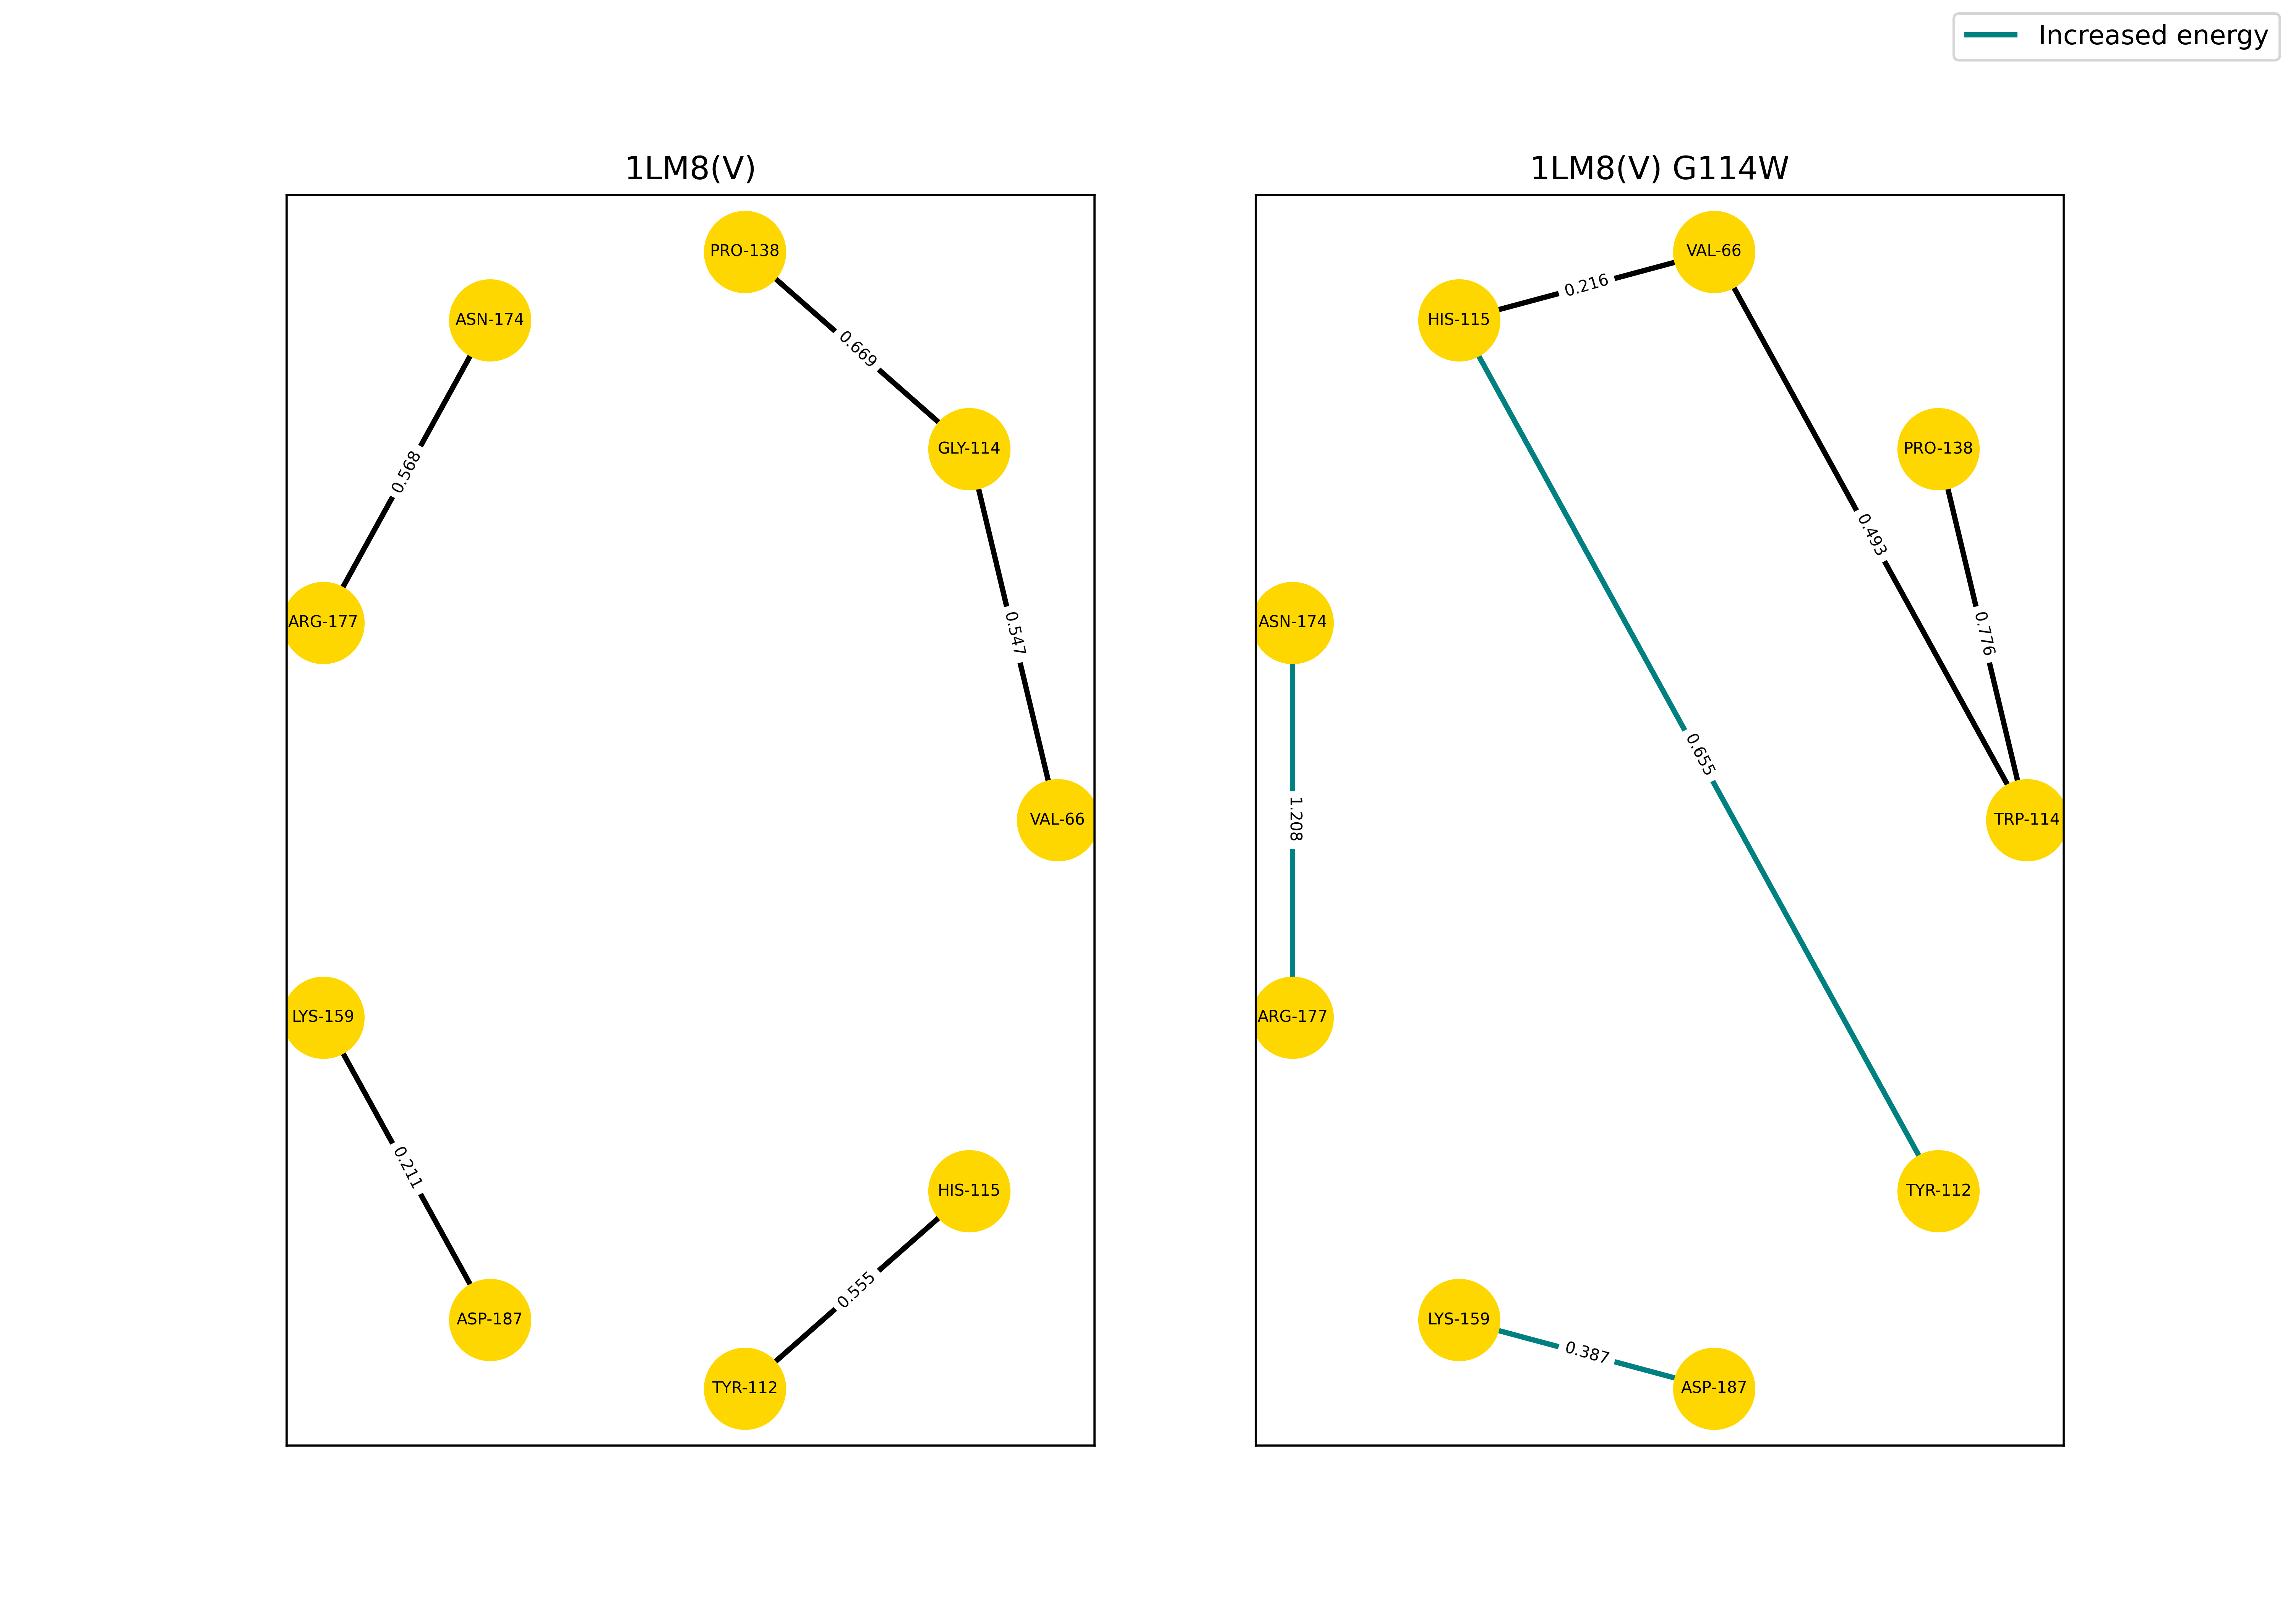 Increased energy
1LM8(V)
PRO-138
ASN-174
0.669
GLY-114
0.568
ARG-177
0.547
VAL-66
LYS-159
0.211
HIS-115
0.555
ASP-187
TYR-112
1LM8(V) G114W
VAL-66
0.216
HIS-115
PRO-138
0.493
ASN-174
0.776
0.655
1.208
TRP-114
ARG-177
TYR-112
LYS-159
0.387
ASP-187